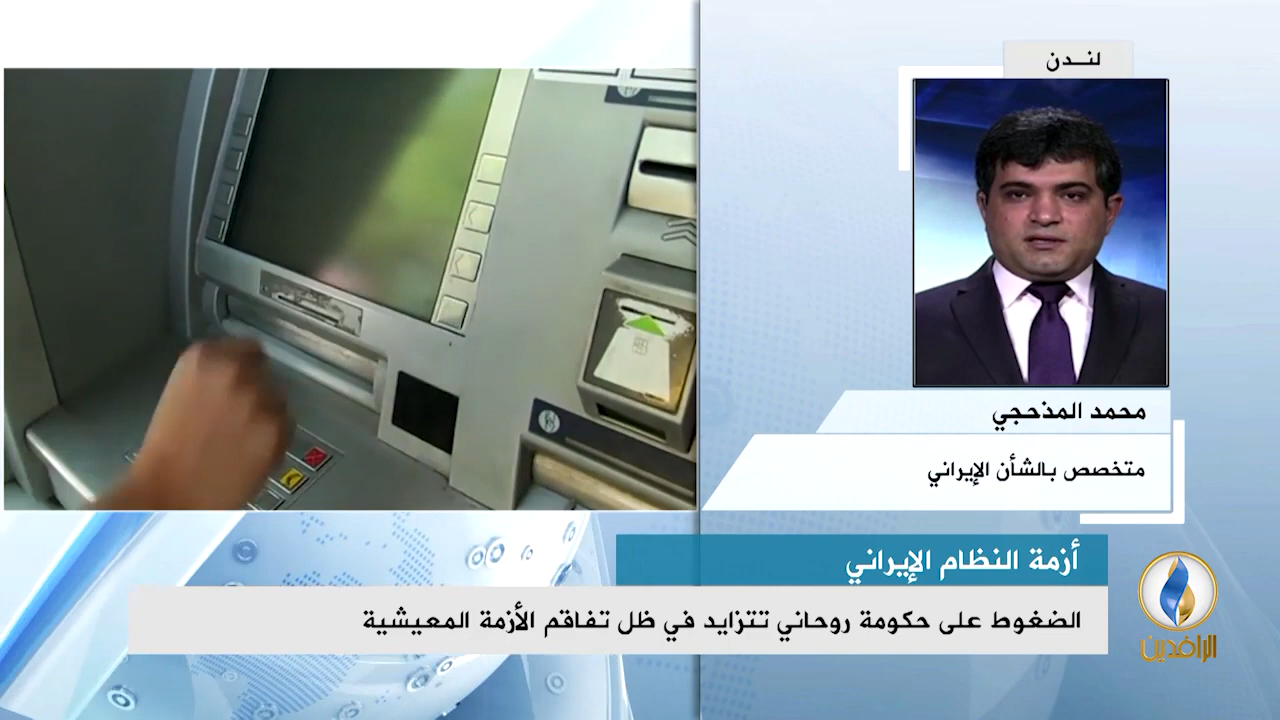 لنـدن
محمد المذحجي
متخصص بالشأن الإيراني
أزمة النظام الإيراني
الضغوط على حكومة روحاني تتزايد في ظل تفاقم الأزمة المعيشية
الرافدين